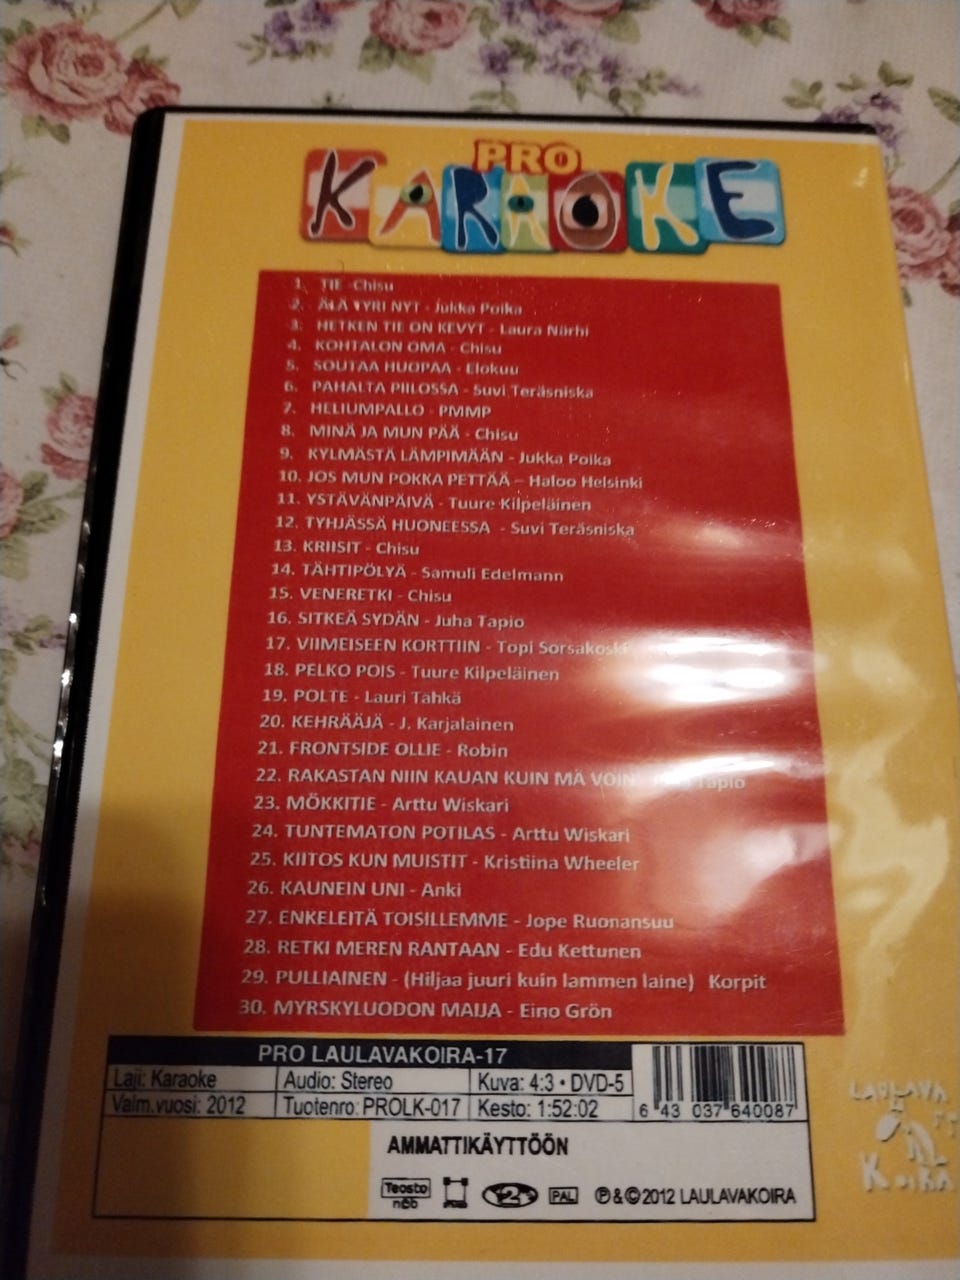 PRO
KARAOKE
1. TIE -Chisu
2. ÄLÄ TYRI NYT - Jukka Poika
3. HETKEN TIE ON KEVYT - Laura Närhi
4. KOHTALON OMA - Chisu
5. SOUTAA HUOPAA - Elokuu
6. PAHALTA PIILOSSA - Suvi Teräsniska
7. HELIUMPALLO - PMMP
8. MINÄ JA MUN PÄÄ - Chisu
9. KYLMÄSTÄ LÄMPIMÄÄN - Jukka Poika
10. JOS MUN POKKA PETTÄÄ – Haloo Helsinki
11. YSTÄVÄNPÄIVÄ - Tuure Kilpeläinen
12. TYHJÄSSÄ HUONEESSA - Suvi Teräsniska
13. KRIISIT - Chisu
14. TÄHTIPÖLYÄ - Samuli Edelmann
15. VENERETKI - Chisu
16. SITKEÄ SYDÄN - Juha Tapio
17. VIIMEISEEN KORTTIIN - Topi Sorsakoski
18. PELKO POIS - Tuure Kilpeläinen
19. POLTE - Lauri Tähkä
20. KEHRÄÄJÄ - J. Karjalainen
21. FRONTSIDE OLLIE - Robin
22. RAKASTAN NIIN KAUAN KUIN MÄ VOIN Tapio
23. MÖKKITIE - Arttu Wiskari
24. TUNTEMATON POTILAS - Arttu Wiskari
25. KIITOS KUN MUISTIT - Kristiina Wheeler
26. KAUNEIN UNI - Anki
27. ENKELEITÄ TOISILLEMME - Jope Ruonansuu
28. RETKI MEREN RANTAAN - Edu Kettunen
29. PULLIAINEN - (Hiljaa juuri kuin lammen laine) Korpit
30. MYRSKYLUODON MAIJA - Eino Grön
PRO LAULAVAKOIRA-17
Laji: Karaoke Audio: Stereo Kuva: 4:3 • DVD-5
Valm.vuosi: 2012 Tuotenro: PROLK-017 Kesto: 1:52:02
6 43 037 640087
AMMATTIKÄYTTÖÖN
Teosto
ncb
2
PAL
℗&©2012 LAULAVAKOIRA
LAULAVA
KOIRA